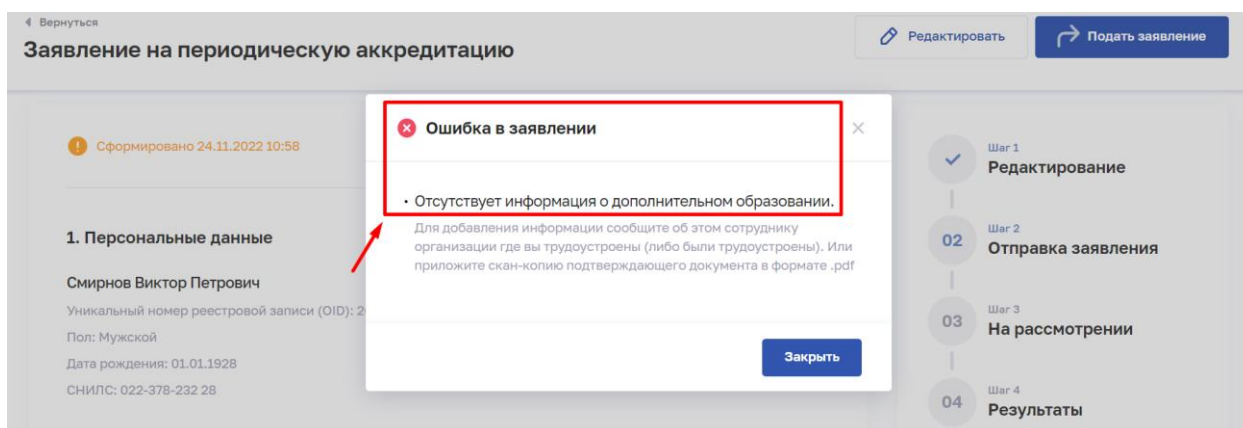 Вернуться
Заявление на периодическую аккредитацию
Редактировать
Подать заявление
Сформировано 24.11.2022 10:58
1. Персональные данные
Смирнов Виктор Петрович
Уникальный номер реестровой записи (OID): 2
Пол: Мужской
Дата рождения: 01.01.1928
СНИЛС: 022-378-232 28
Ошибка в заявлении
• Отсутствует информация о дополнительном образовании.
Для добавления информации сообщите об этом сотруднику
организации где вы трудоустроены (либо были трудоустроены). Или
приложите скан-копию подтверждающего документа в формате .pdf
Закрыть
Шаг 1
Редактирование
02
Шаг 2
Отправка заявления
03
Шаг 3
На рассмотрении
04
Шаг 4
Результаты